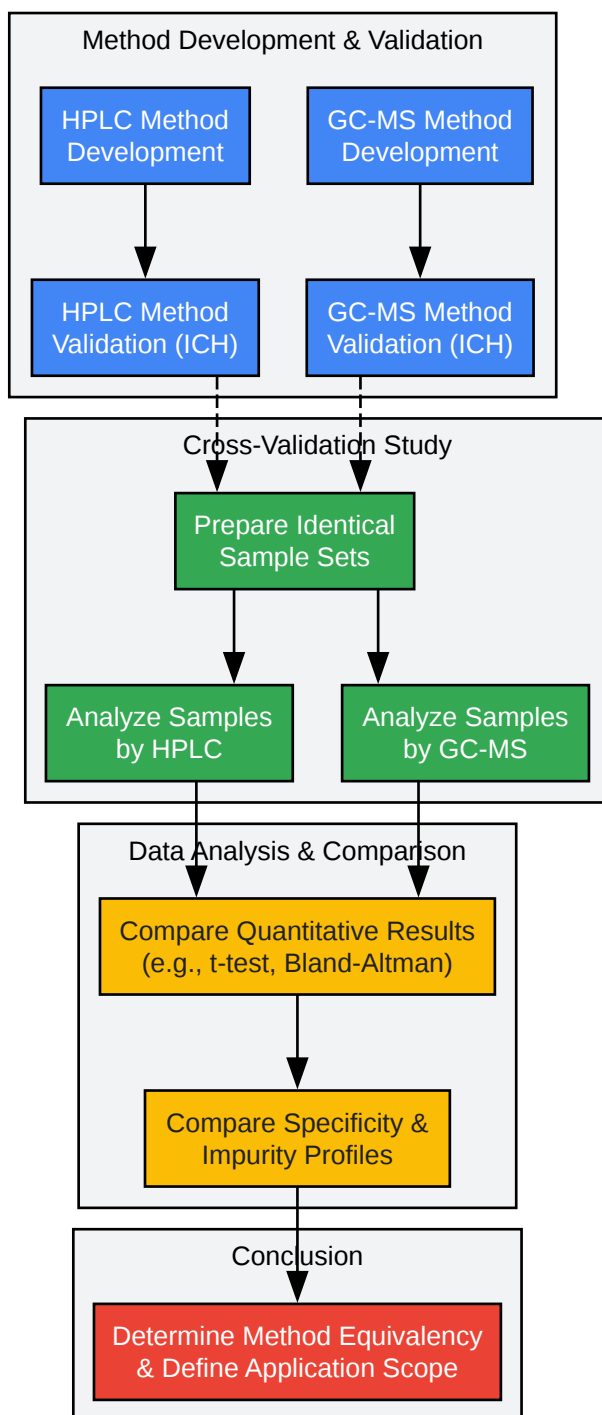 Method Development & Validation
HPLC Method
Development
GC-MS Method
Development
HPLC Method
Validation (ICH)
GC-MS Method
Validation (ICH)
Cross-Validation Study
Prepare Identical
Sample Sets
Analyze Samples
by HPLC
Analyze Samples
by GC-MS
Data Analysis & Comparison
Compare Quantitative Results
(e.g., t-test, Bland-Altman)
Compare Specificity &
Impurity Profiles
Conclusion
Determine Method Equivalency
& Define Application Scope